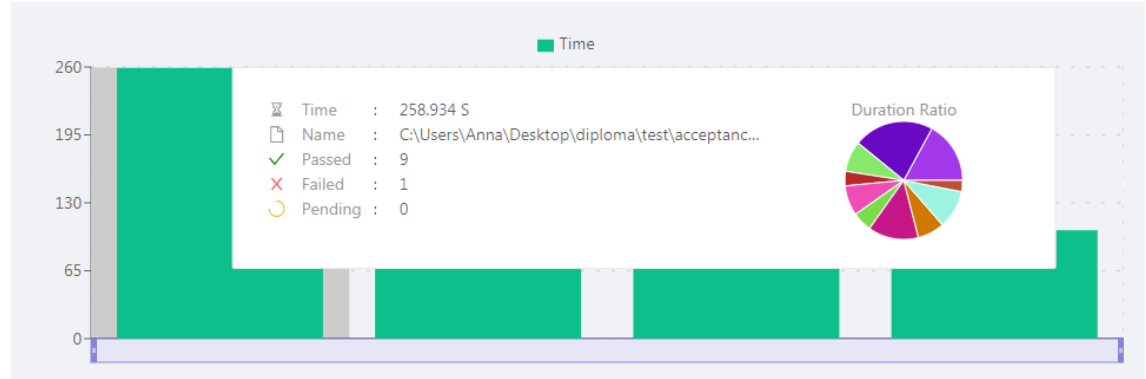 Time
260
195
130
65
0
Time : 258.934 S
Name : C:\Users\Anna\Desktop\diploma\test\acceptanc...
Passed : 9
Failed : 1
Pending : 0
Duration Ratio